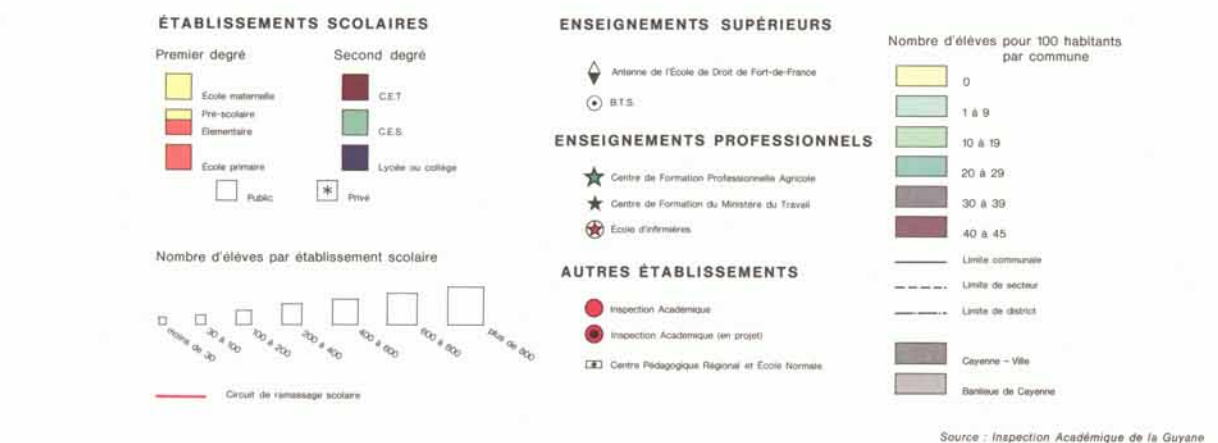 ÉTABLISSEMENTS SCOLAIRES
Premier degré
Second degré
École maternelle
Pré-scolaire
Elementaire
École primaire
C.E.T.
C.E.S.
Lycée ou collège
Public
* Privé
Nombre d'élèves par établissement scolaire
moins de 30
30 à 100
100 à 200
200 à 400
400 à 600
600 à 800
plus de 800
Circuit de ramassage scolaire
ENSEIGNEMENTS SUPÉRIEURS
Antenne de l'École de Droit de Fort-de-France
B.T.S.
ENSEIGNEMENTS PROFESSIONNELS
Centre de Formation Professionnelle Agricole
Centre de Formation du Ministère du Travail
École d'infirmières
AUTRES ÉTABLISSEMENTS
Inspection Académique
Inspection Académique (en projet)
Centre Pédagogique Régional et École Normale
Nombre d'élèves pour 100 habitants
par commune
0
1 à 9
10 à 19
20 à 29
30 à 39
40 à 45
Limite communale
Limite de secteur
Limite de district
Cayenne - Ville
Banlieue de Cayenne
Source : Inspection Académique de la Guyane